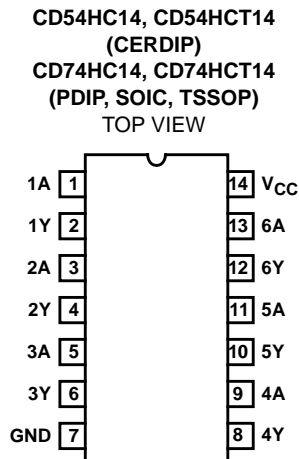 CD54HC14, CD54HCT14
(CERDIP)
CD74HC14, CD74HCT14
(PDIP, SOIC, TSSOP)
TOP VIEW
1A 1 14 VCC
1Y 2 13 6A
2A 3 12 6Y
2Y 4 11 5A
3A 5 10 5Y
3Y 6 9 4A
GND 7 8 4Y